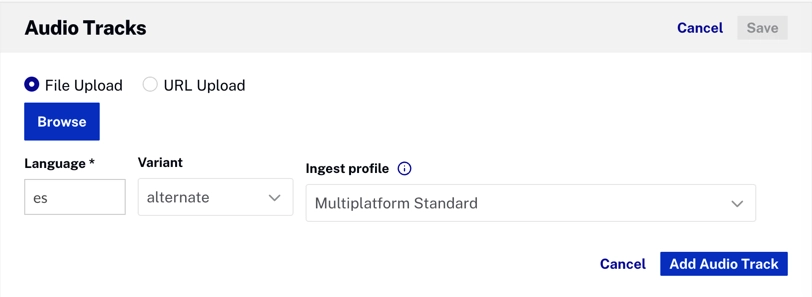 Audio Tracks
Cancel Save
File Upload URL Upload
Browse
Language * Variant Ingest profile
es alternate Multiplatform Standard
Cancel Add Audio Track